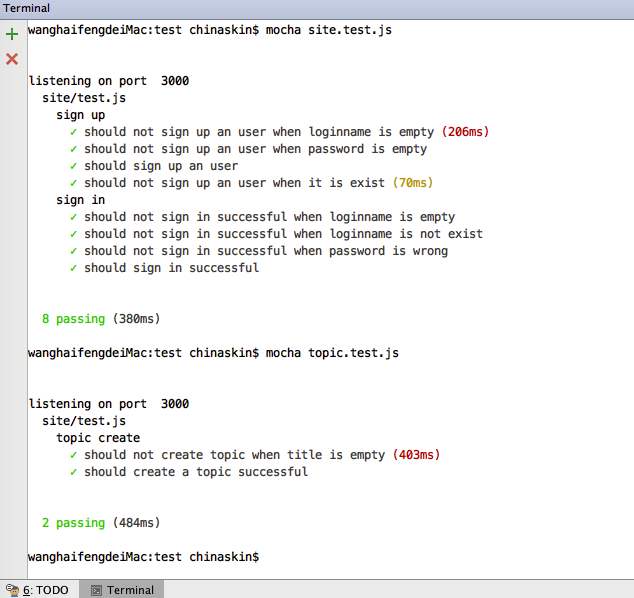 Terminal
wanghaifengdeiMac:test chinaskin$ mocha site.test.js
listening on port  3000
site/test.js
sign up
✓ should not sign up an user when loginname is empty (206ms)
✓ should not sign up an user when password is empty
✓ should sign up an user
✓ should not sign up an user when it is exist (70ms)
sign in
✓ should not sign in successful when loginname is empty
✓ should not sign in successful when loginname is not exist
✓ should not sign in successful when password is wrong
✓ should sign in successful
8 passing (380ms)
wanghaifengdeiMac:test chinaskin$ mocha topic.test.js
listening on port  3000
site/test.js
topic create
✓ should not create topic when title is empty (403ms)
✓ should create a topic successful
2 passing (484ms)
wanghaifengdeiMac:test chinaskin$
6: TODO Terminal